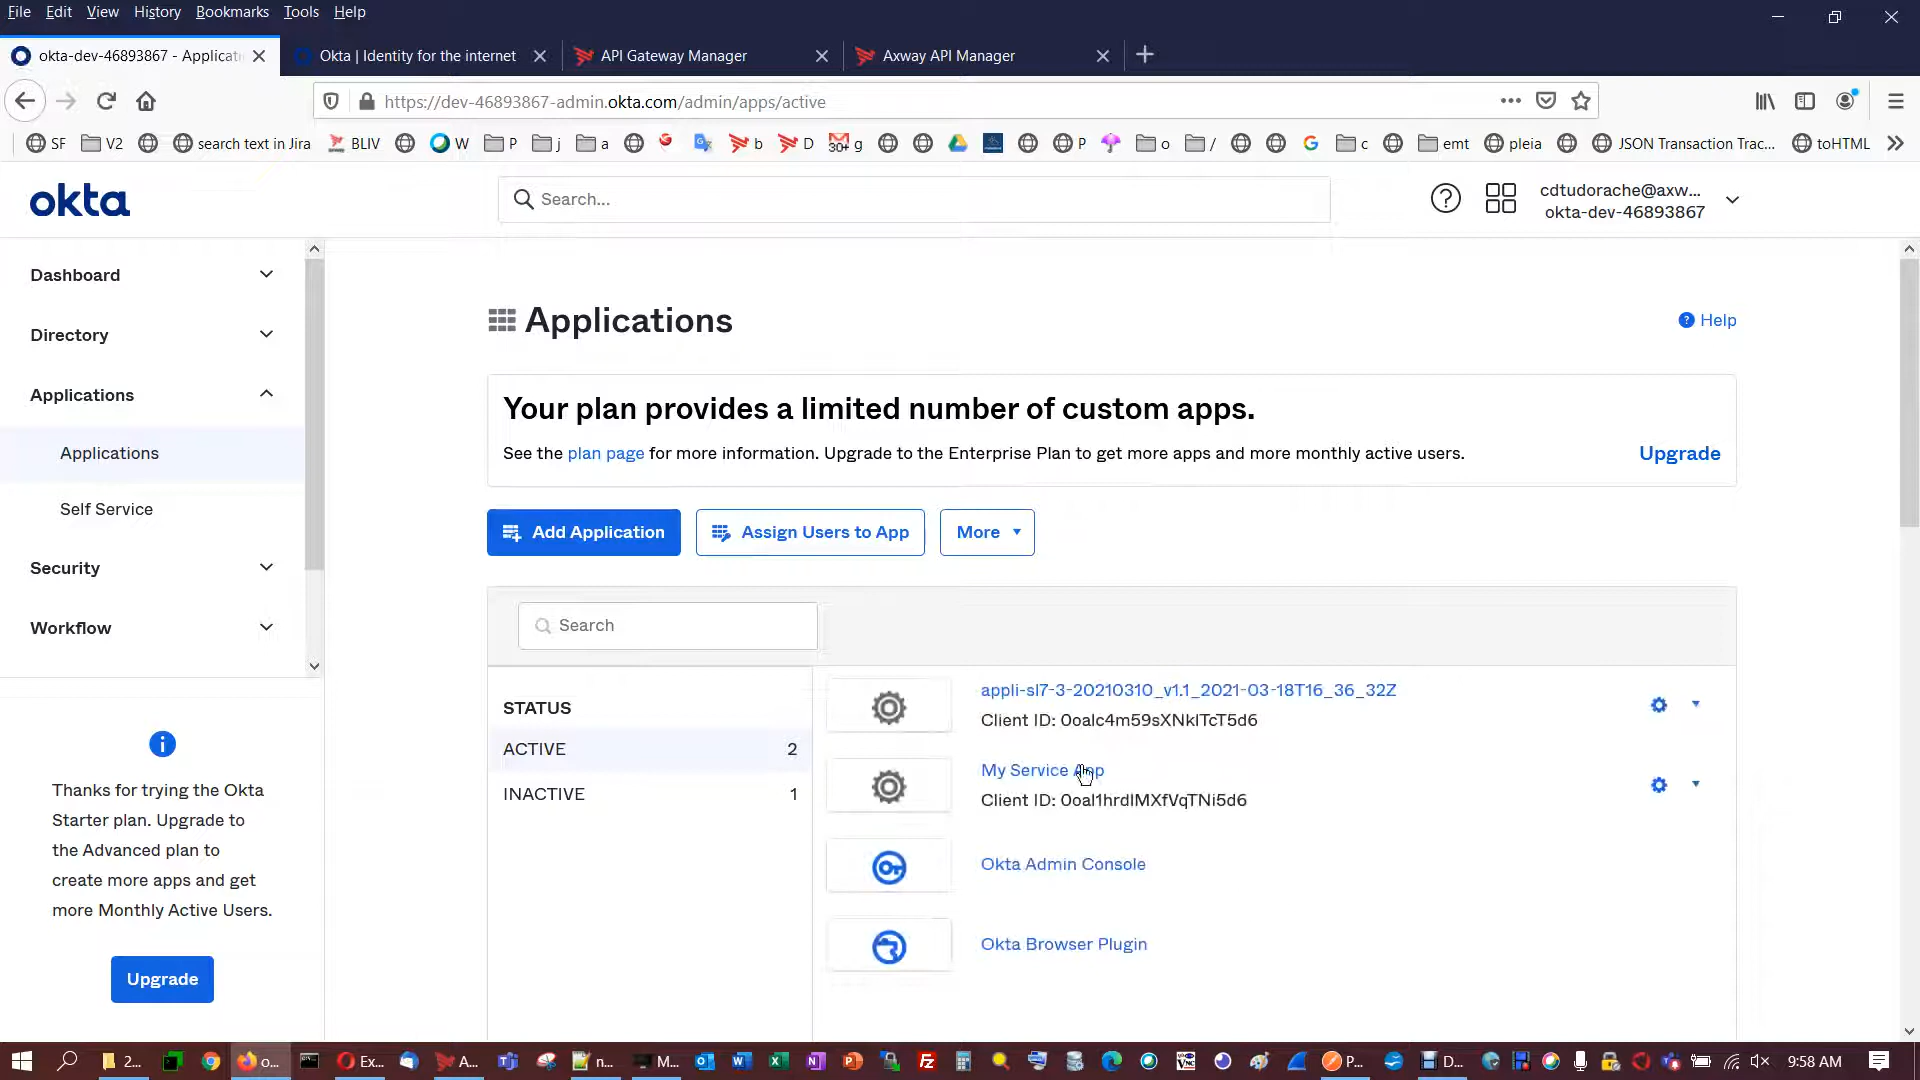 File Edit View History Bookmarks Tools Help
okta-dev-46893867 - Applicati
Okta | Identity for the internet
API Gateway Manager
Axway API Manager
https://dev-46893867-admin.okta.com/admin/apps/active
SF V2 search text in Jira BLIV W P j a b D 30+ g P o / G c emt pleia JSON Transaction Trac... toHTML
okta
Search...
cdtudorache@axw...
okta-dev-46893867
Dashboard
Directory
Applications
Applications
Self Service
Security
Workflow
Thanks for trying the Okta
Starter plan. Upgrade to
the Advanced plan to
create more apps and get
more Monthly Active Users.
Upgrade
Applications
Help
Your plan provides a limited number of custom apps.
See the plan page for more information. Upgrade to the Enterprise Plan to get more apps and more monthly active users.
Upgrade
Add Application
Assign Users to App
More
Search
STATUS
ACTIVE 2
INACTIVE 1
appli-sl7-3-20210310_v1.1_2021-03-18T16_36_32Z
Client ID: 0oalc4m59sXNklTcT5d6
My Service App
Client ID: 0oal1hrdlMXfVqTNi5d6
Okta Admin Console
Okta Browser Plugin
2... o... Ex... A... n... M... P... D...
9:58 AM